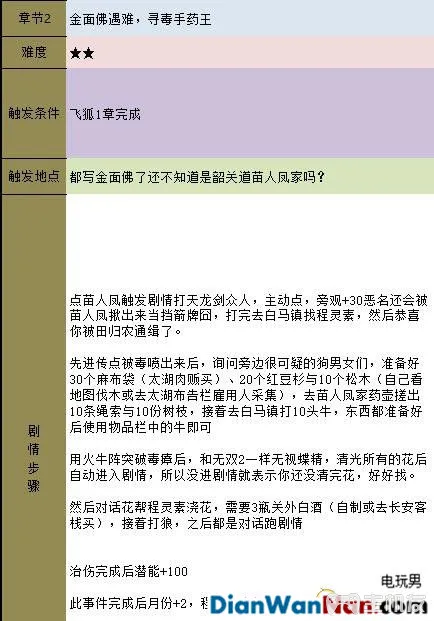 章节2
金面佛遇难，寻毒手药王
难度
★★
触发条件
飞狐1章完成
触发地点
都写金面佛了还不知道是韶关道苗人凤家吗？
剧情步骤
点苗人凤触发剧情打天龙剑众人，主动点，旁观+30恶名还会被
苗人凤揪出来当挡箭牌囧，打完去白马镇找程灵素，然后恭喜
你被田归农通缉了。
先进传点被毒喷出来后，询问旁边很可疑的狗男女们，准备好
30个麻布袋（太湖肉贩买）、20个红豆杉与10个松木（自己看
地图伐木或去太湖布告栏雇用人采集），去苗人凤家药壶搓出
10条绳索与10份树枝，接着去白马镇打10头牛，东西都准备好
后使用物品栏中的牛即可
用火牛阵突破毒障后，和无双2一样无视蝶精，清光所有的花后
自动进入剧情，所以没进剧情就表示你还没清完花，好好找。
然后对话花帮程灵素浇花，需要3瓶关外白酒（自制或去长安客
栈买），接着打狼，之后都是对话跑剧情
治伤完成后潜能+100
此事件完成后月份+2，
电玩男
DianWanNan.com